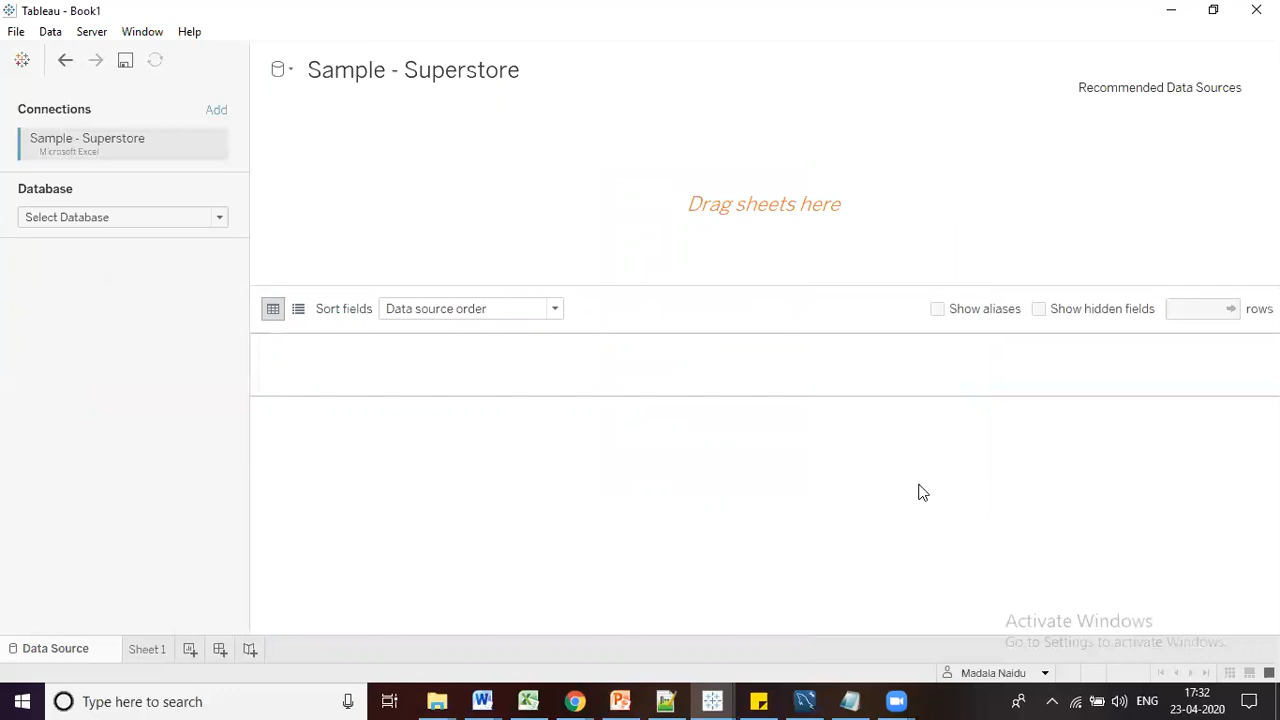 Tableau - Book1
File Data Server Window Help
Sample - Superstore
Recommended Data Sources
Connections Add
Sample - Superstore
Microsoft Excel
Database
Select Database
Drag sheets here
Sort fields Data source order Show aliases Show hidden fields rows
Activate Windows
Go to Settings to activate Windows.
Data Source Sheet 1
Madala Naidu
Type here to search
ENG
17:32
23-04-2020